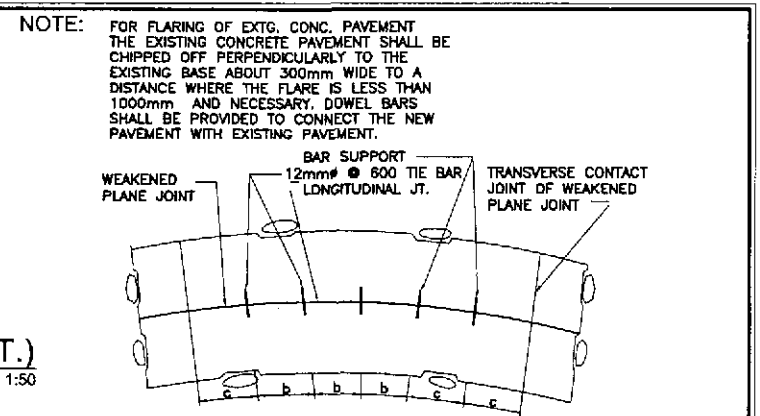 NOTE: FOR FLARING OF EXTG. CONC. PAVEMENT
THE EXISTING CONCRETE PAVEMENT SHALL BE
CHIPPED OFF PERPENDICULARLY TO THE
EXISTING BASE ABOUT 300mm WIDE TO A
DISTANCE WHERE THE FLARE IS LESS THAN
1000mm AND NECESSARY. DOWEL BARS
SHALL BE PROVIDED TO CONNECT THE NEW
PAVEMENT WITH EXISTING PAVEMENT.
BAR SUPPORT
12mmø @ 600 TIE BAR
LONGITUDINAL JT.
WEAKENED
PLANE JOINT
TRANSVERSE CONTACT
JOINT OF WEAKENED
PLANE JOINT
T.)
1:50
c b b b c c